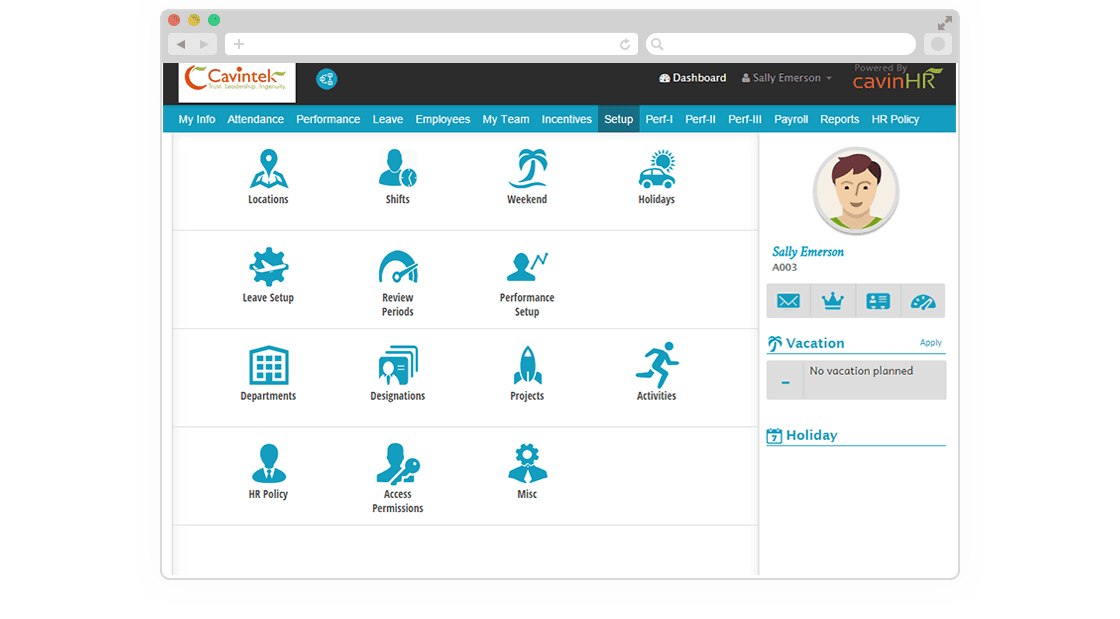 Cavintek
Trust. Leadership. Ingenuity.
Dashboard
Sally Emerson
Powered By
cavinHR
My Info Attendance Performance Leave Employees My Team Incentives Setup Perf-I Perf-II Perf-III Payroll Reports HR Policy
Locations
Shifts
Weekend
Holidays
Leave Setup
Review
Periods
Performance
Setup
Departments
Designations
Projects
Activities
HR Policy
Access
Permissions
Misc
Sally Emerson
A003
Vacation
Apply
-
No vacation planned
7
Holiday